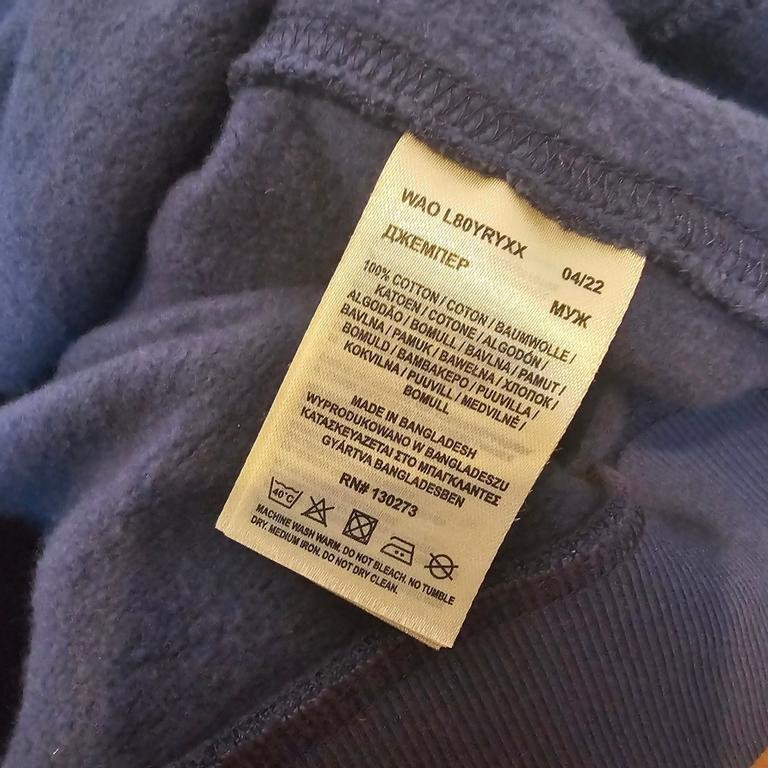 WAO L80YRYXX 04/22
ДЖЕМПЕР МУЖ
100% COTTON / COTON / BAUMWOLLE /
KATOEN / COTONE / ALGODÓN /
ALGODÃO / BOMULL / BAVLNA / PAMUT /
BAVLNA / PAMUK / BAWEŁNA / ХЛОПОК /
BOMULD / ΒΑΜΒΑΚΕΡΟ / PUUVILLA /
KOKVILNA / PUUVILL / MEDVILNĖ /
BOMULL
MADE IN BANGLADESH
WYPRODUKOWANO W BANGLADESZU
ΚΑΤΑΣΚΕΥΑΖΕΤΑΙ ΣΤΟ ΜΠΑΓΚΛΑΝΤΕΣ
GYÁRTVA BANGLADESBEN
RN# 130273
40°C
MACHINE WASH WARM. DO NOT BLEACH. NO TUMBLE
DRY. MEDIUM IRON. DO NOT DRY CLEAN.